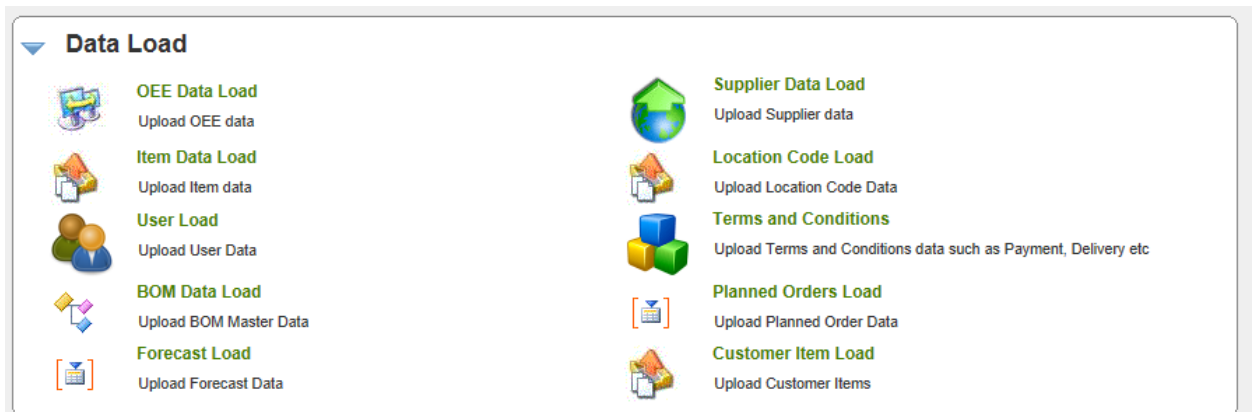 Data Load
OEE Data Load
Upload OEE data
Item Data Load
Upload Item data
User Load
Upload User Data
BOM Data Load
Upload BOM Master Data
Forecast Load
Upload Forecast Data
Supplier Data Load
Upload Supplier data
Location Code Load
Upload Location Code Data
Terms and Conditions
Upload Terms and Conditions data such as Payment, Delivery etc
Planned Orders Load
Upload Planned Order Data
Customer Item Load
Upload Customer Items